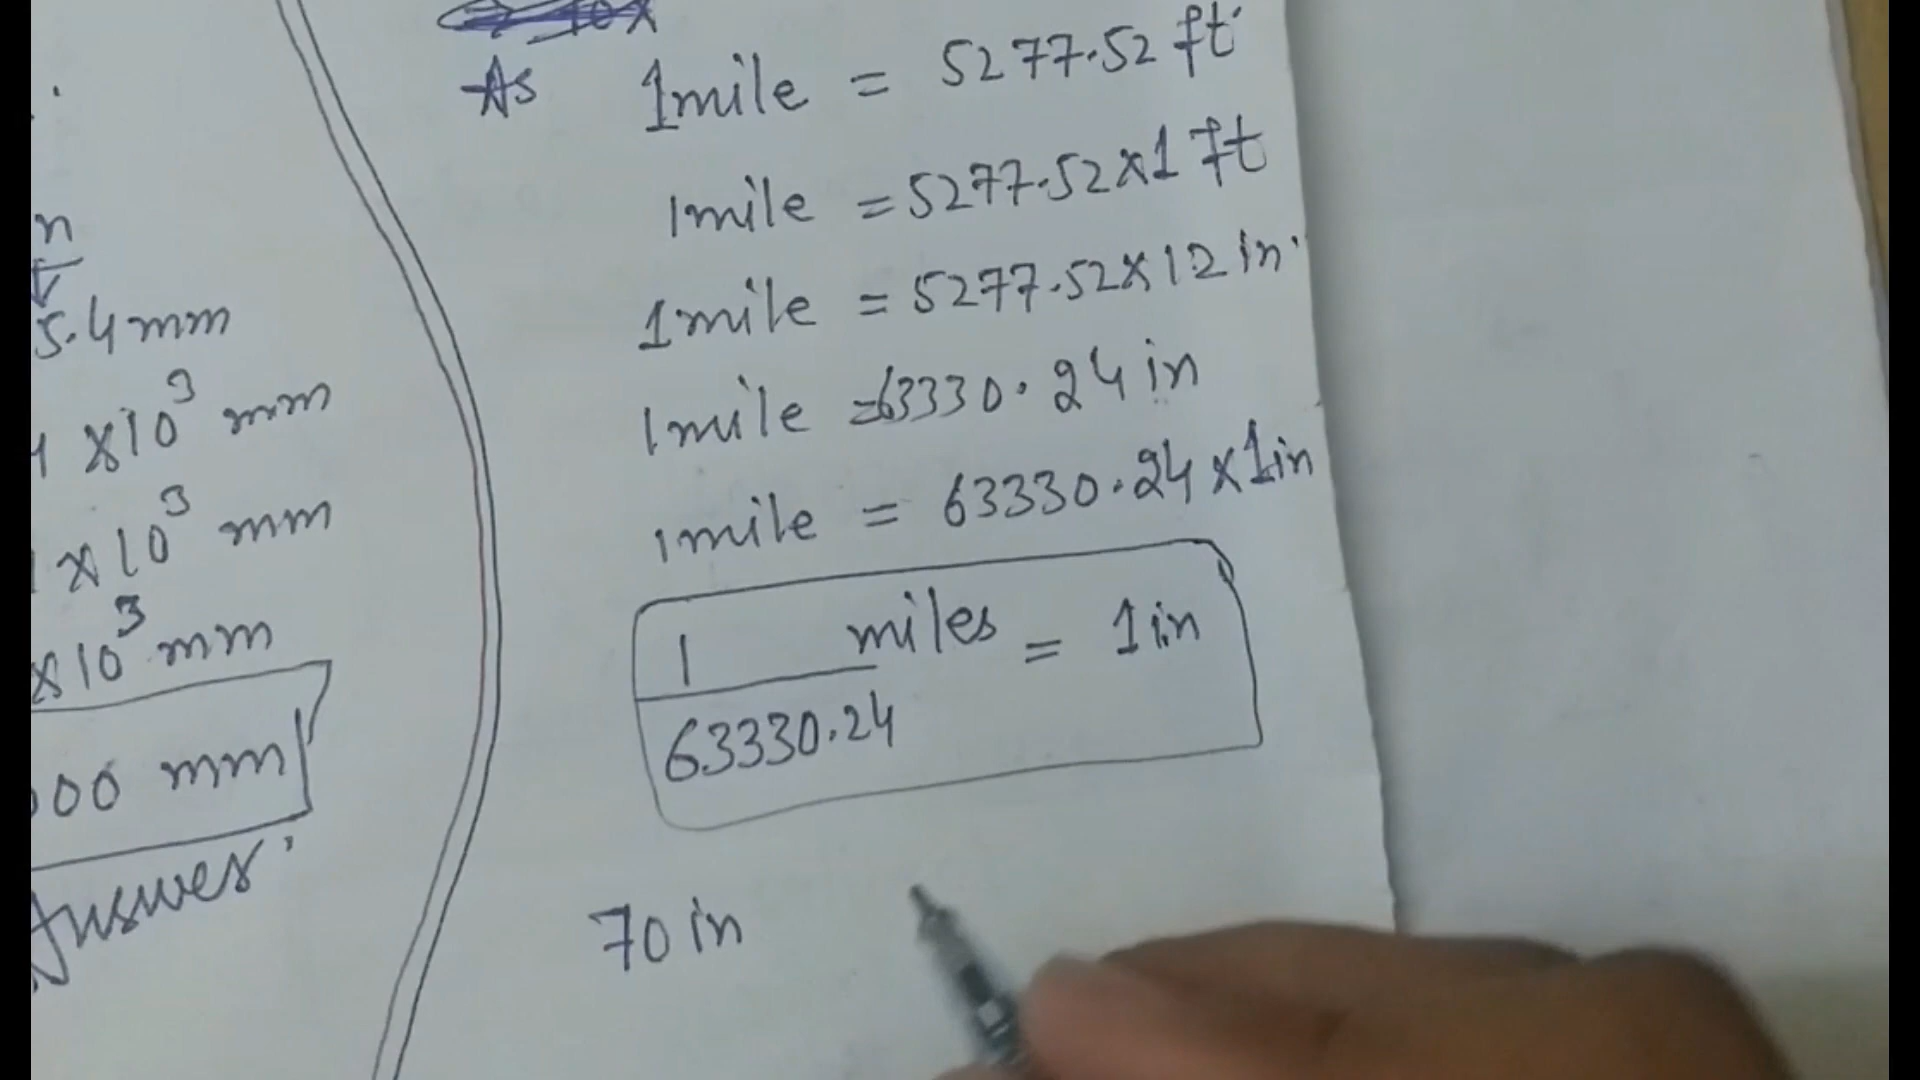 n
5.4 mm
1 x10³ mm
x10³ mm
x10³ mm
00 mm
Answer
As 1mile = 5277.52 ft
1mile = 5277.52x1 ft
1mile = 5277.52x12 in
1mile = 63330.24 in
1mile = 63330.24 x 1in
1 miles = 1in
63330.24
70 in